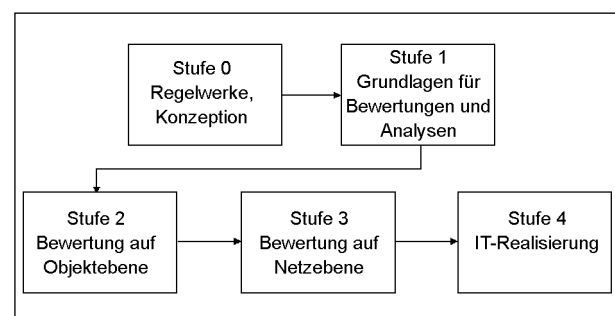 Stufe 0
Regelwerke,
Konzeption
Stufe 1
Grundlagen für
Bewertungen und
Analysen
Stufe 2
Bewertung auf
Objektebene
Stufe 3
Bewertung auf
Netzebene
Stufe 4
IT-Realisierung